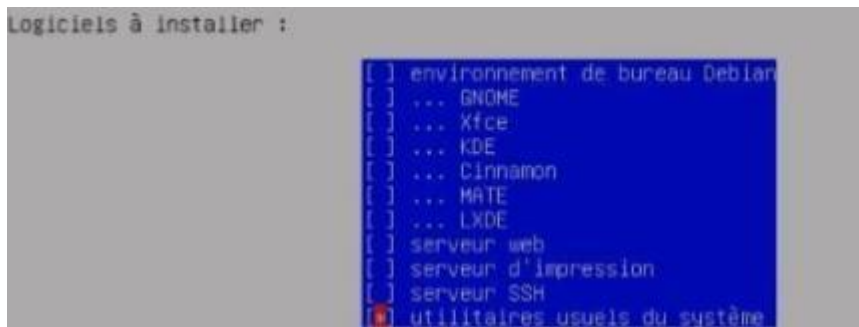 Logiciels à installer :
[ ] environnement de bureau Debian
[ ] ... GNOME
[ ] ... Xfce
[ ] ... KDE
[ ] ... Cinnamon
[ ] ... MATE
[ ] ... LXDE
[ ] serveur web
[ ] serveur d'impression
[ ] serveur SSH
[*] utilitaires usuels du système